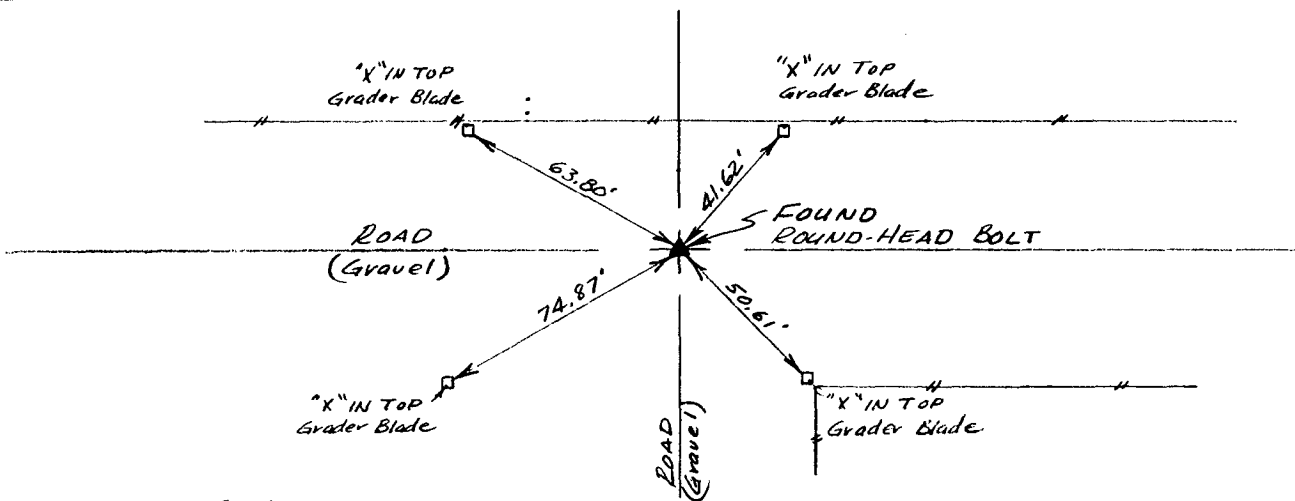 "X" IN TOP
Grader Blade
"X" IN TOP
Grader Blade
63.80'
41.62'
FOUND
ROUND-HEAD BOLT
ROAD
(Gravel)
74.87'
50.61'
"X" IN TOP
Grader Blade
"X" IN TOP
Grader Blade
ROAD
(Gravel)